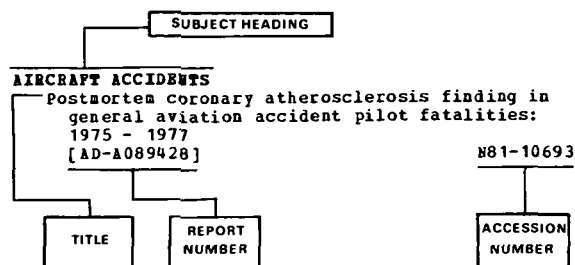 SUBJECT HEADING
AIRCRAFT ACCIDENTS
Postmortem coronary atherosclerosis finding in
general aviation accident pilot fatalities:
1975 - 1977
[AD-A089428] N81-10693
TITLE REPORT NUMBER ACCESSION NUMBER